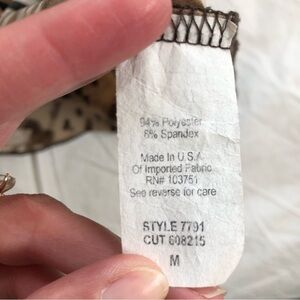 94% Polyester
6% Spandex
Made in U.S.A
Of Imported Fabric
RN# 103751
See reverse for care
STYLE 7791
CUT 608215
M